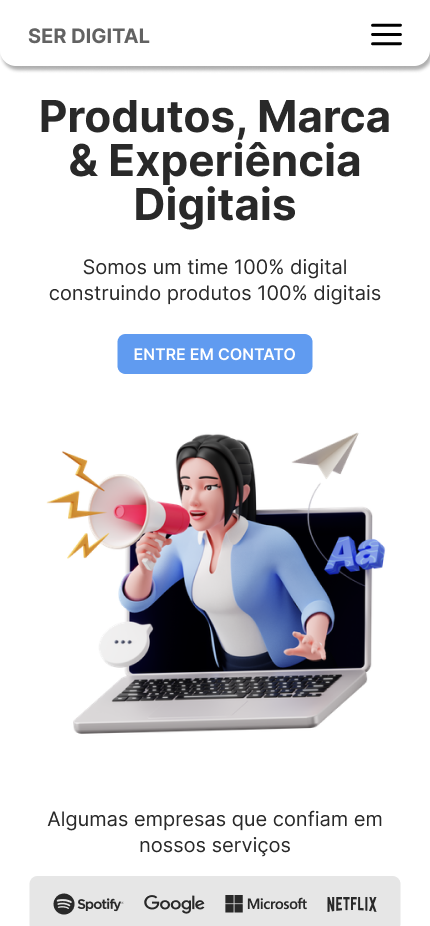 SER DIGITAL
Produtos, Marca
& Experiência
Digitais
Somos um time 100% digital
construindo produtos 100% digitais
ENTRE EM CONTATO
Aa
Algumas empresas que confiam em
nossos serviços
Spotify Google Microsoft NETFLIX